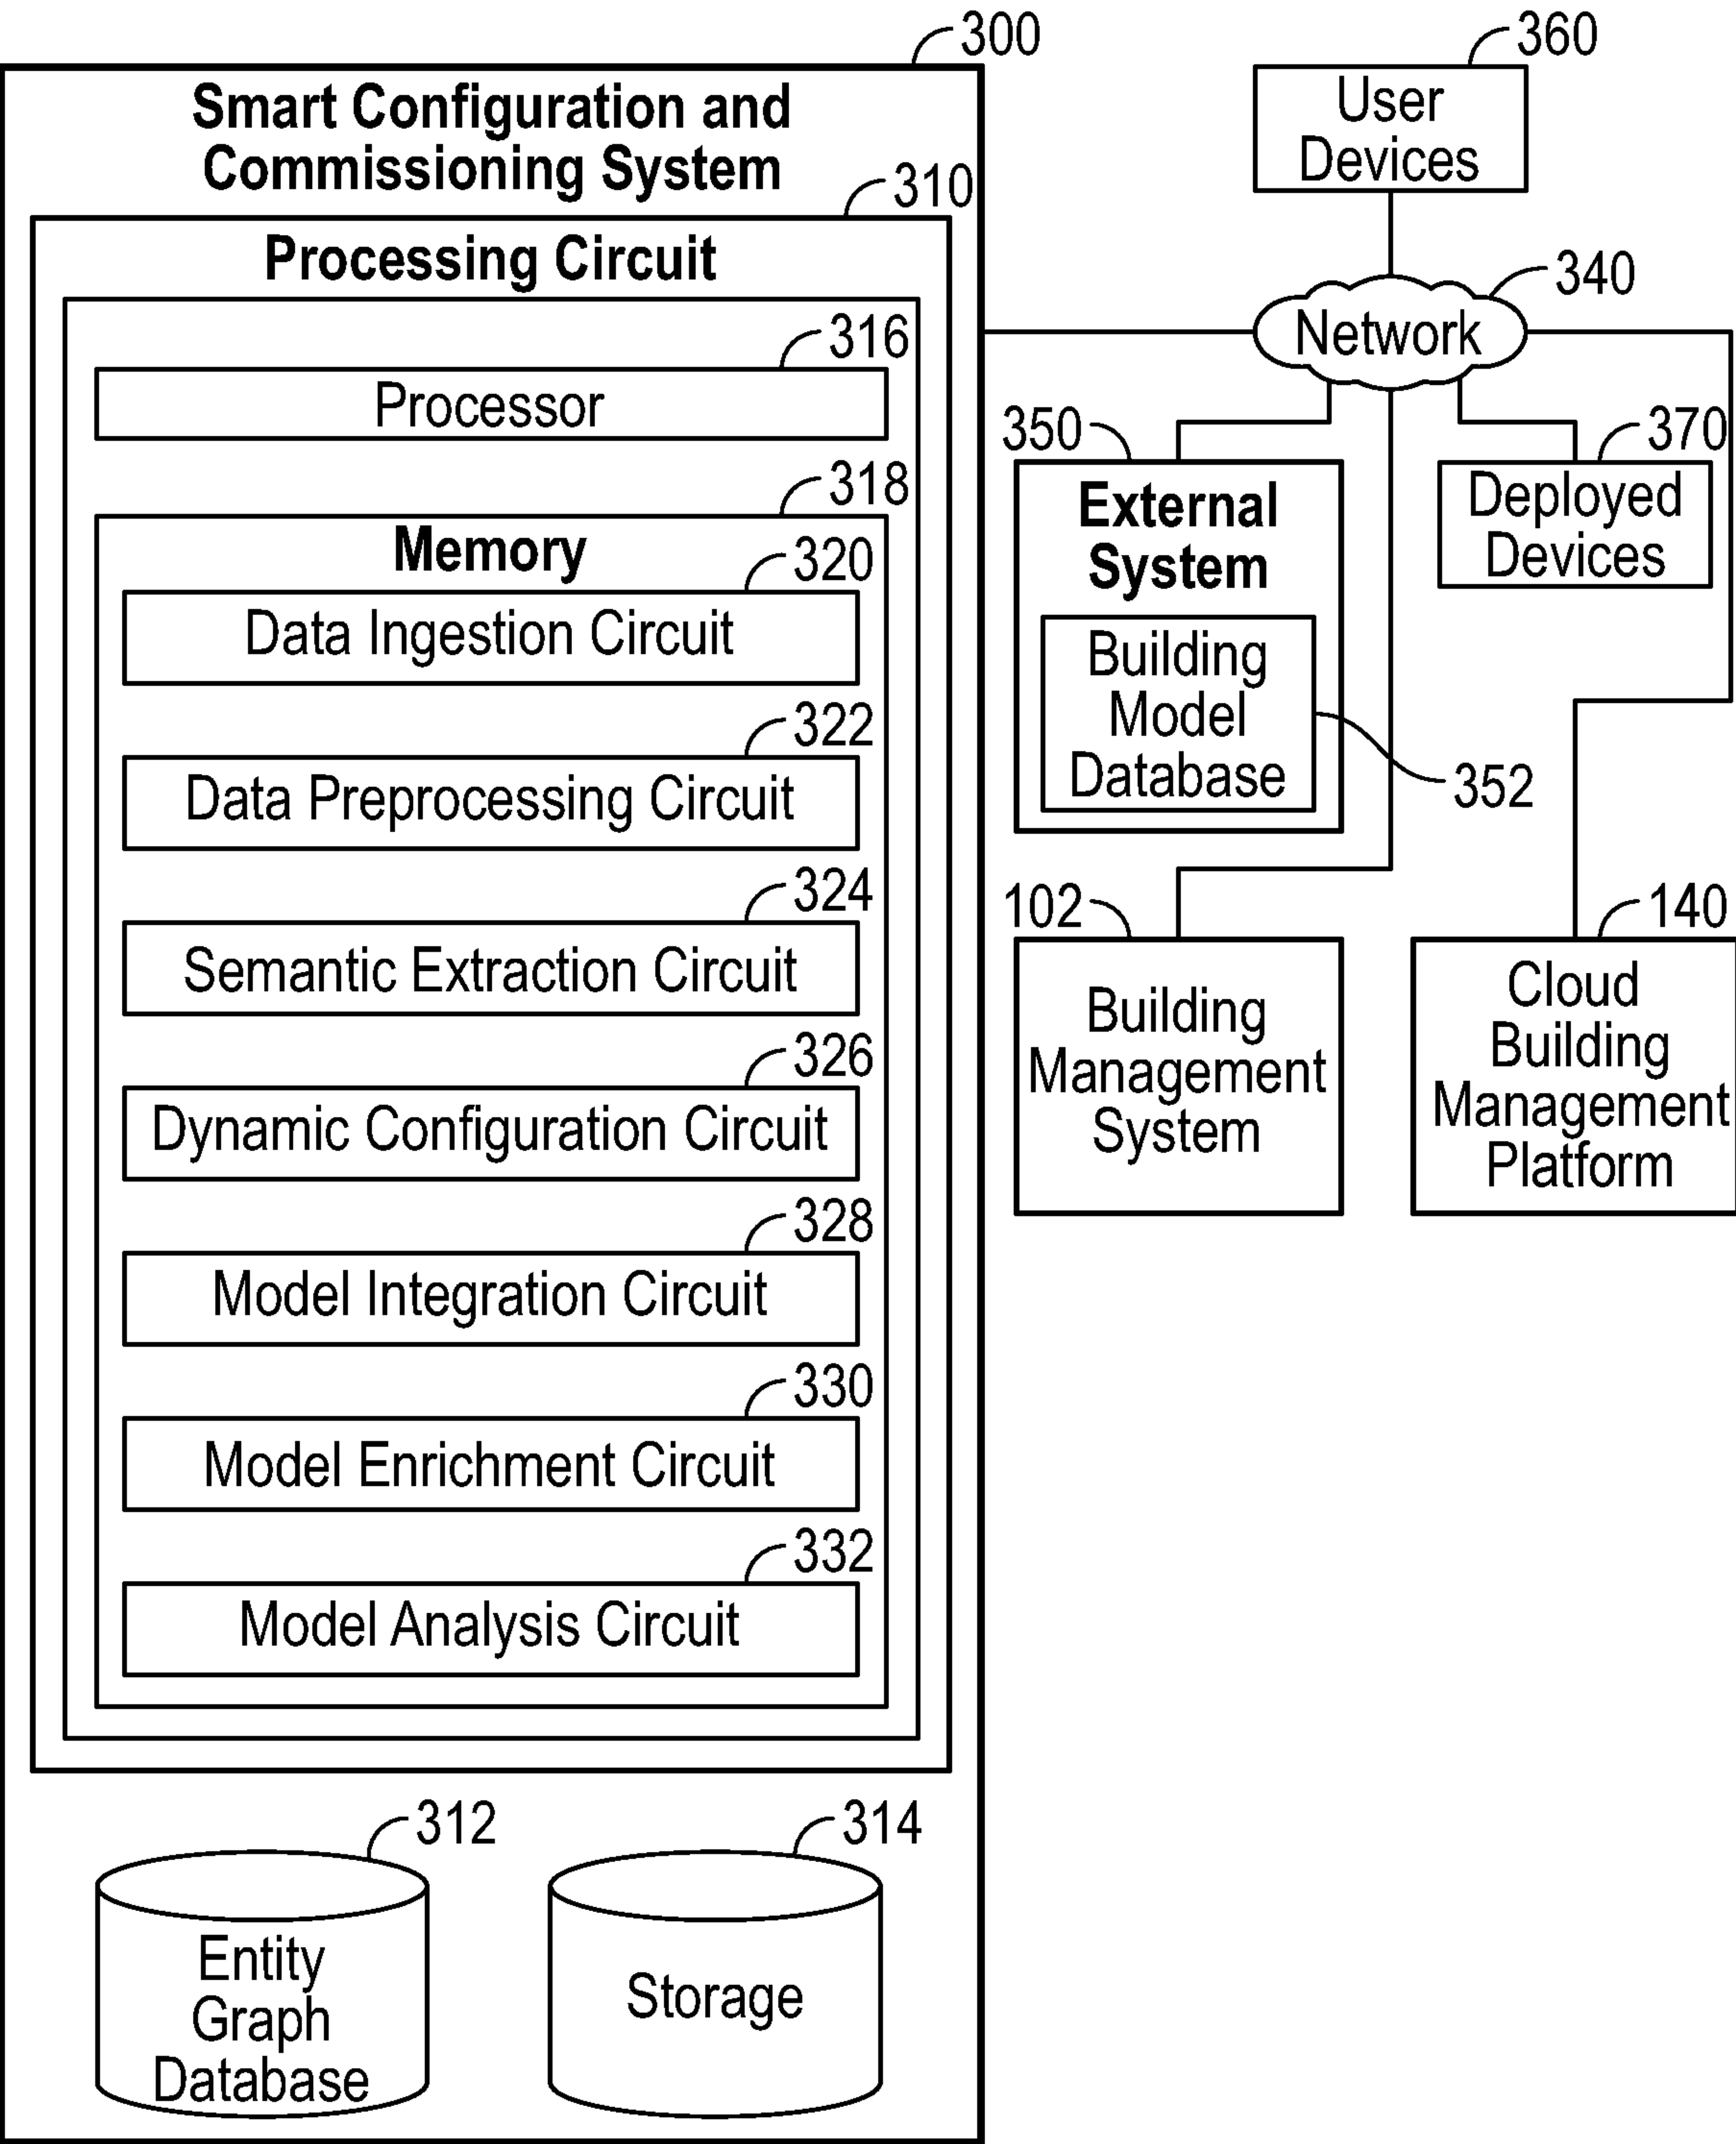 300
Smart Configuration and
Commissioning System
310
Processing Circuit
316
Processor
318
Memory
320
Data Ingestion Circuit
322
Data Preprocessing Circuit
324
Semantic Extraction Circuit
326
Dynamic Configuration Circuit
328
Model Integration Circuit
330
Model Enrichment Circuit
332
Model Analysis Circuit
312
Entity
Graph
Database
314
Storage
360
User
Devices
340
Network
350
External
System
Building
Model
Database
352
370
Deployed
Devices
102
Building
Management
System
140
Cloud
Building
Management
Platform